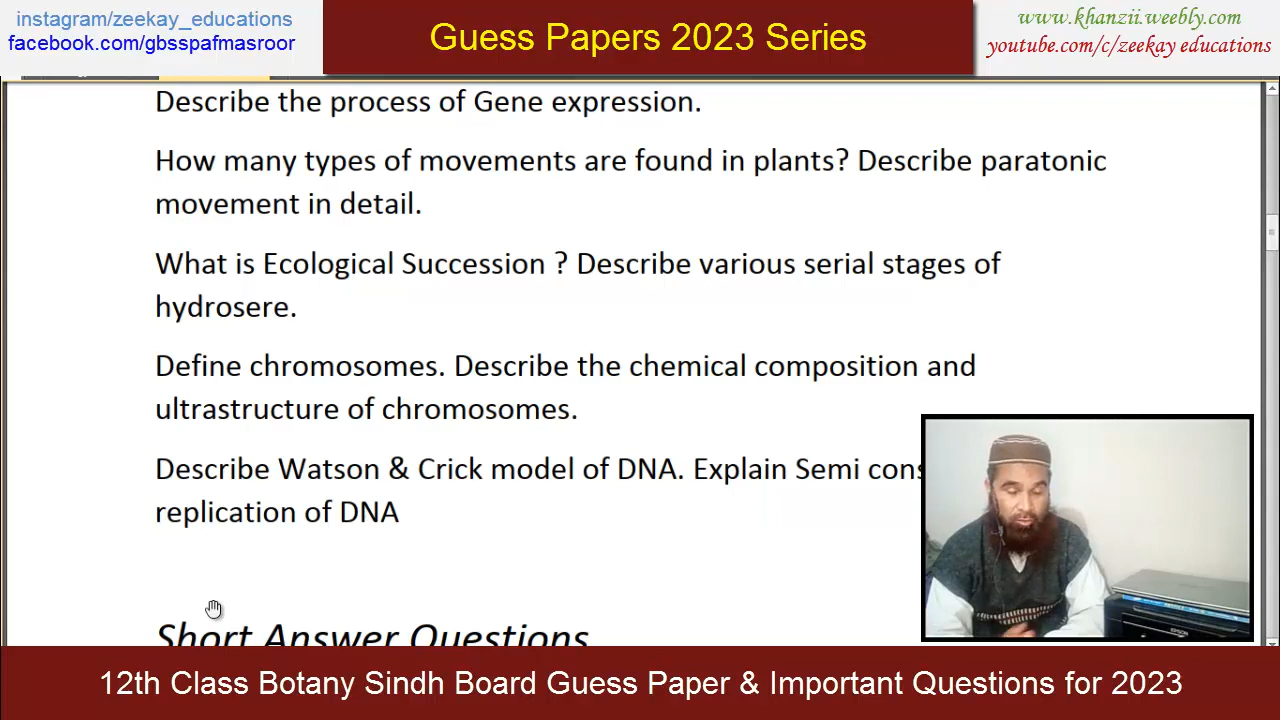 instagram/zeekay_educations
facebook.com/gbsspafmasroor
Guess Papers 2023 Series
www.khanzii.weebly.com
youtube.com/c/zeekay educations
Describe the process of Gene expression.
How many types of movements are found in plants? Describe paratonic
movement in detail.
What is Ecological Succession ? Describe various serial stages of
hydrosere.
Define chromosomes. Describe the chemical composition and
ultrastructure of chromosomes.
Describe Watson & Crick model of DNA. Explain Semi cons
replication of DNA
Short Answer Questions
EPSON
12th Class Botany Sindh Board Guess Paper & Important Questions for 2023